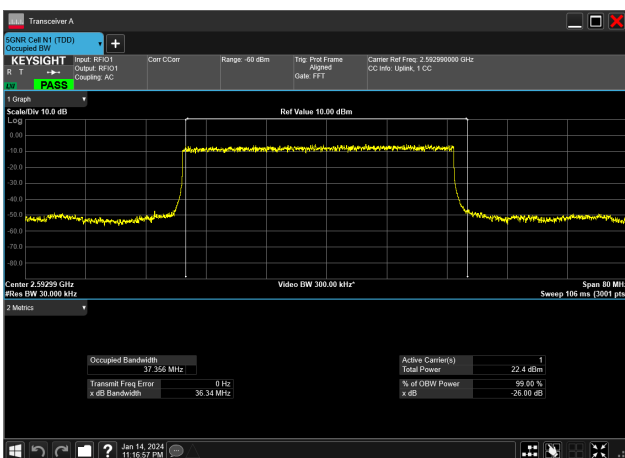 Transceiver A
5GNR Cell N1 (TDD)
Occupied BW
KEYSIGHT
R T
LXI
PASS
Input: RFIO1
Output: RFIO1
Coupling: AC
Corr CCorr
Range: -60 dBm
Trig: Prot Frame
Aligned
Gate: FFT
Carrier Ref Freq: 2.592990000 GHz
CC Info: Uplink, 1 CC
1 Graph
Scale/Div 10.0 dB
Ref Value 10.00 dBm
Log
0.00
-10.0
-20.0
-30.0
-40.0
-50.0
-60.0
-70.0
-80.0
Center 2.59299 GHz
Video BW 300.00 kHz*
Span 80 MHz
#Res BW 30.000 kHz
Sweep 106 ms (3001 pts
2 Metrics
Occupied Bandwidth
37.356 MHz
Transmit Freq Error 0 Hz
x dB Bandwidth 36.34 MHz
Active Carrier(s) 1
Total Power 22.4 dBm
% of OBW Power 99.00 %
x dB -26.00 dB
?
Jan 14, 2024
11:16:57 PM